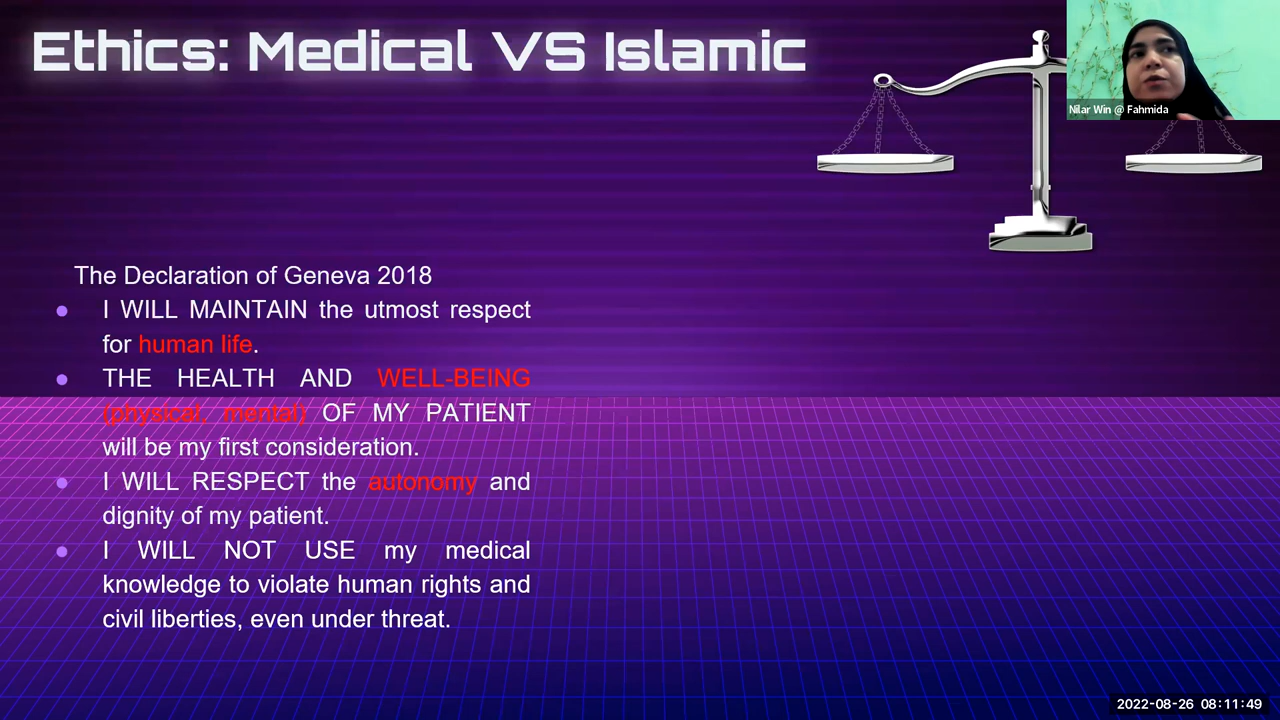 Ethics: Medical VS Islamic
Nilar Win @ Fahmida
The Declaration of Geneva 2018
I WILL MAINTAIN the utmost respect
for human life.
THE HEALTH AND WELL-BEING
(physical, mental) OF MY PATIENT
will be my first consideration.
I WILL RESPECT the autonomy and
dignity of my patient.
I WILL NOT USE my medical
knowledge to violate human rights and
civil liberties, even under threat.
2022-08-26 08:11:49